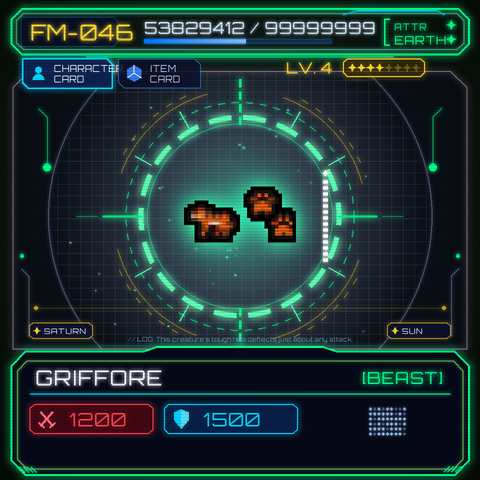 FM-046
53829412 / 99999999
ATTR
EARTH
CHARACTER
CARD
ITEM
CARD
LV. 4
SATURN
SUN
// LOG: This creature's tough hide deflects just about any attack.
GRIFFORE
[BEAST]
1200
1500